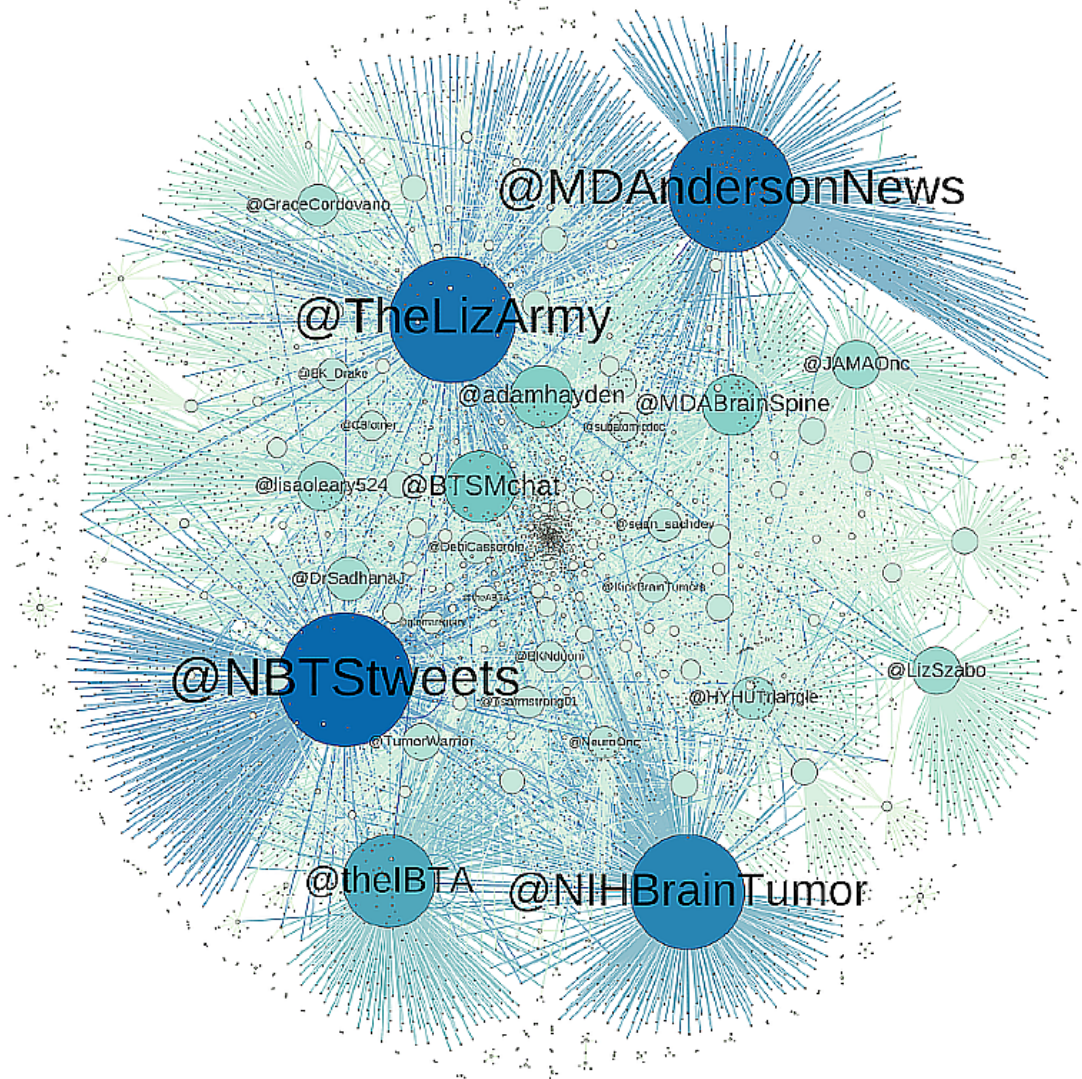 @MDAndersonNews
@GraceCordovano
@TheLizArmy
@JAMAOnc
@BK_Drake
@adamhayden
@MDABrainSpine
@subatomicdoc
@lisaoleary524
@BTSMchat
@sean_sachdev
@DrSadhanaJ
@KickBrainTumors
@NBTStweets
@LizSzabo
@HYHUTriangle
@TumorWarrior
@NeuroOnc
@theIBTA
@NIHBrainTumor